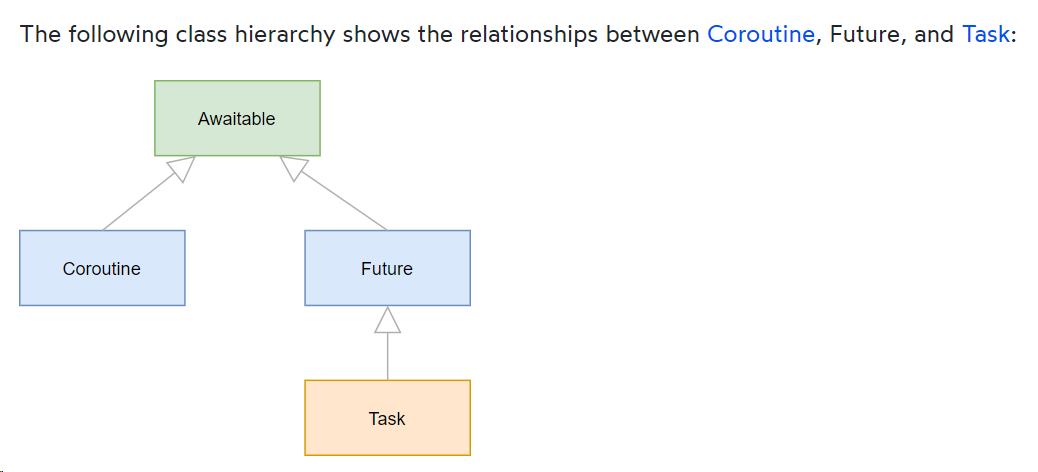 The following class hierarchy shows the relationships between Coroutine, Future, and Task:
Awaitable
Coroutine
Future
Task